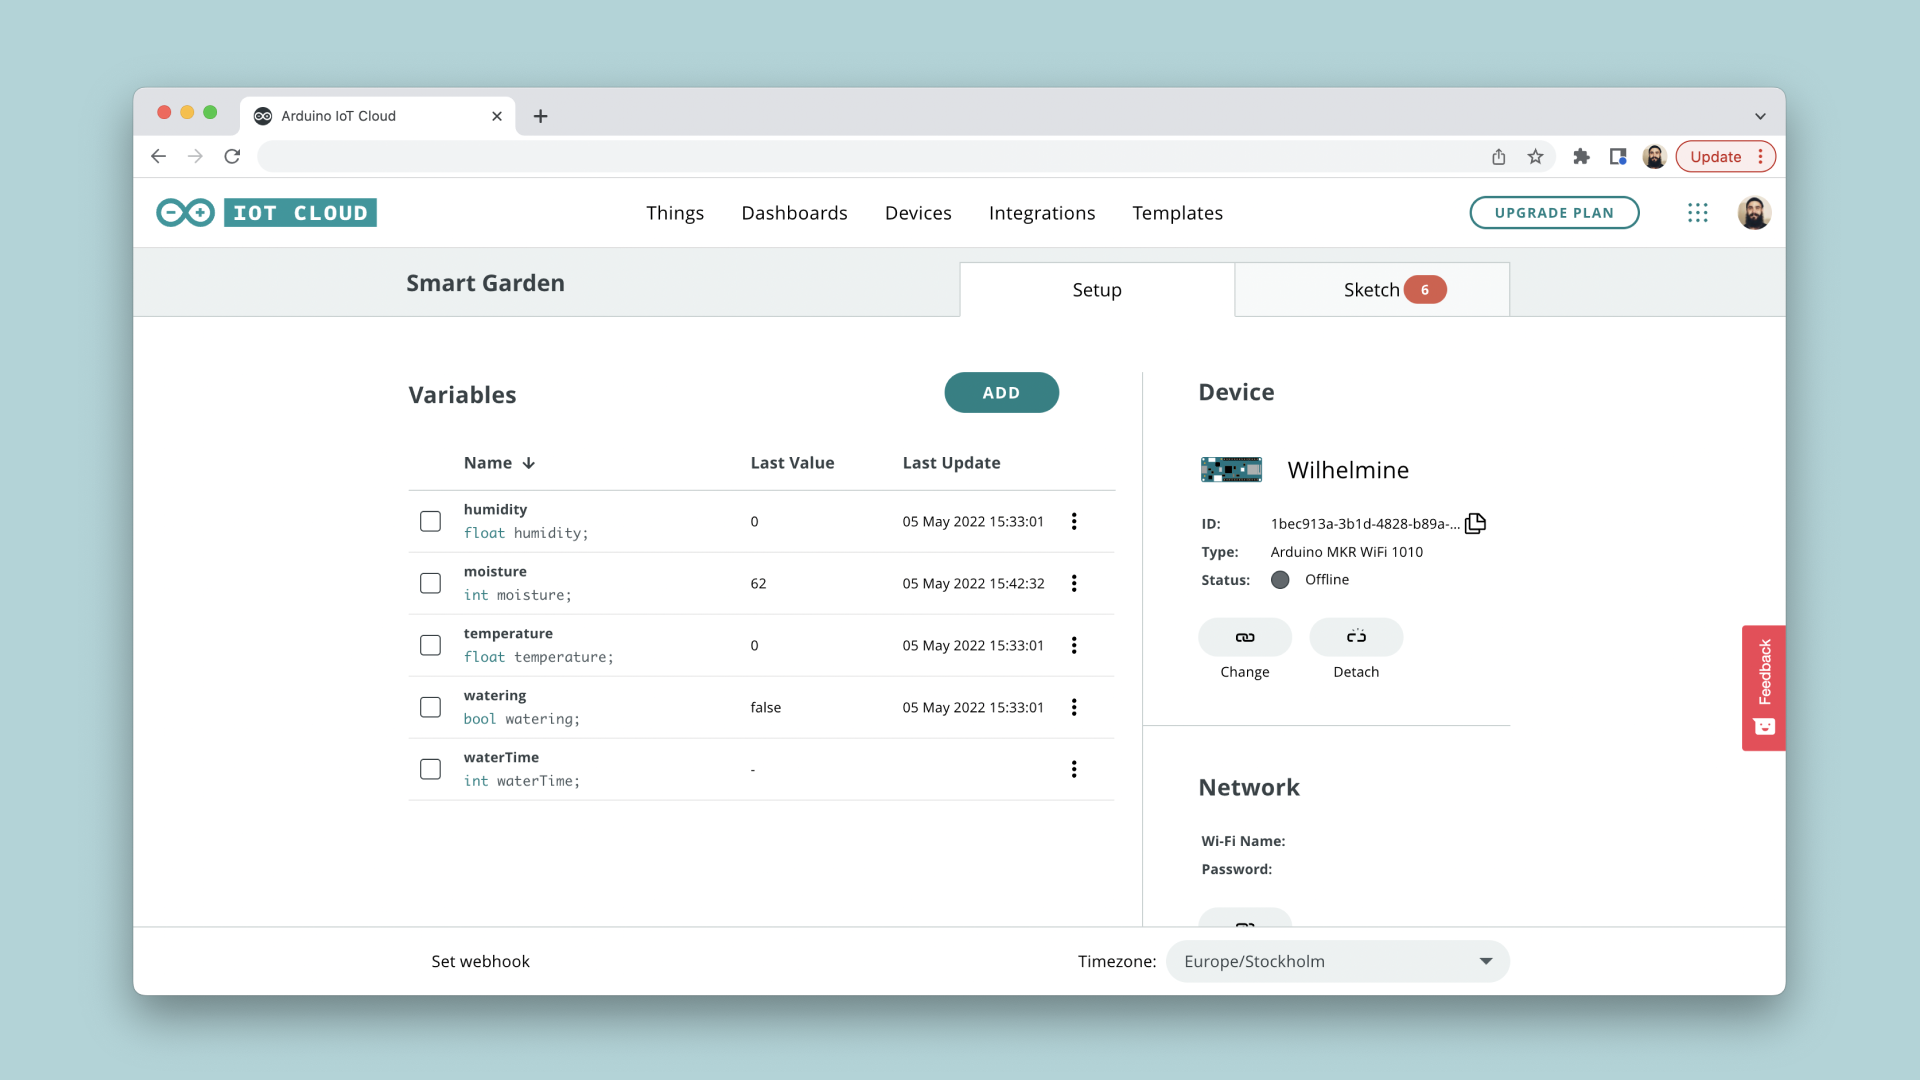 Arduino IoT Cloud
Update
IOT CLOUD
Things
Dashboards
Devices
Integrations
Templates
UPGRADE PLAN
Smart Garden
Setup
Sketch 6
Variables
ADD
Name
Last Value
Last Update
humidity
float humidity;
0
05 May 2022 15:33:01
moisture
int moisture;
62
05 May 2022 15:42:32
temperature
float temperature;
0
05 May 2022 15:33:01
watering
bool watering;
false
05 May 2022 15:33:01
waterTime
int waterTime;
-
Device
Wilhelmine
ID: 1bec913a-3b1d-4828-b89a-...
Type: Arduino MKR WiFi 1010
Status: Offline
Change
Detach
Network
Wi-Fi Name:
Password:
Feedback
Set webhook
Timezone: Europe/Stockholm